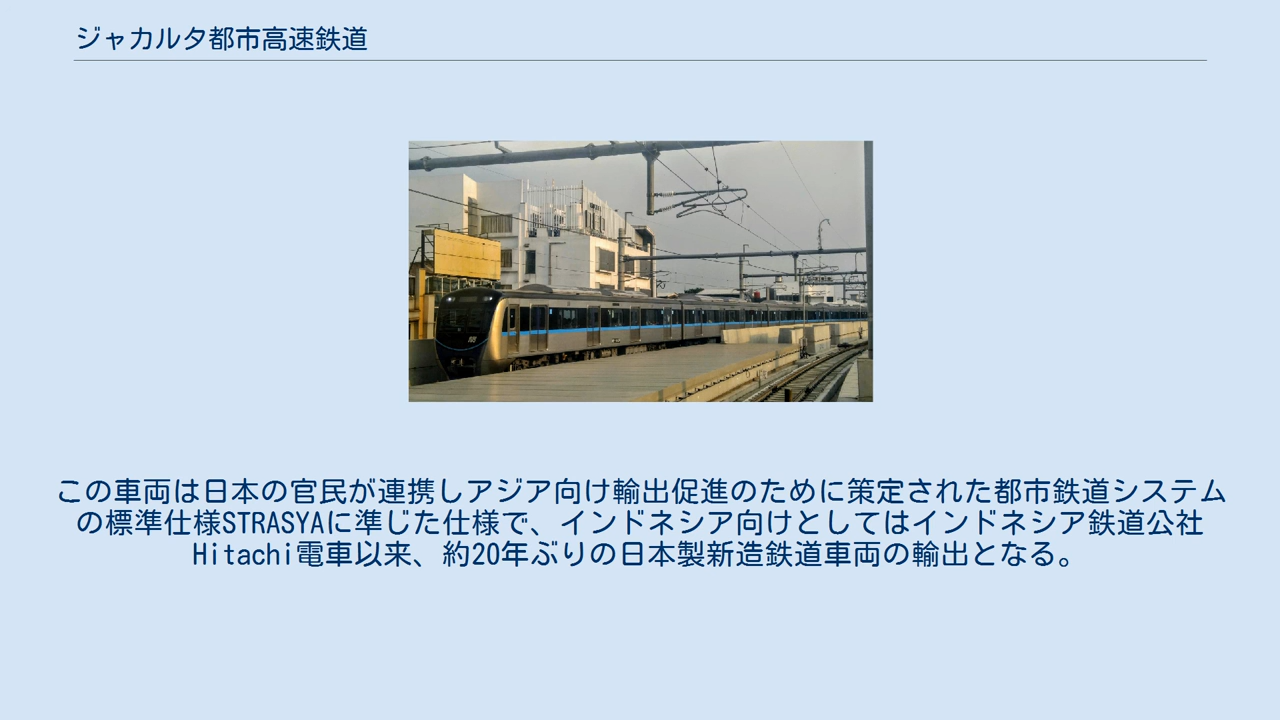 ジャカルタ都市高速鉄道
この車両は日本の官民が連携しアジア向け輸出促進のために策定された都市鉄道システム
の標準仕様STRASYAに準じた仕様で、インドネシア向けとしてはインドネシア鉄道公社
Hitachi電車以来、約20年ぶりの日本製新造鉄道車両の輸出となる。